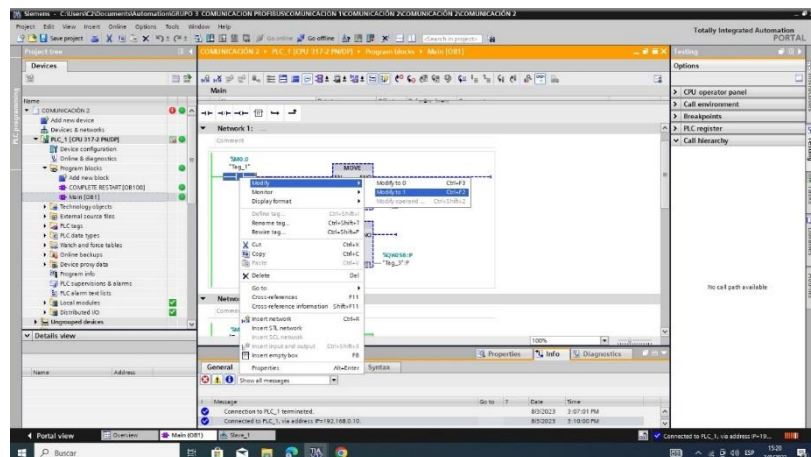 Siemens - C:\Users\C2\Documents\Automation\GRUPO 3 COMUNICACION PROFIBUS\COMUNICACION 1\COMUNICACIÓN 2\COMUNICACIÓN 2\COMUNICACIÓN 2
Project Edit View Insert Online Options Tools Window Help
Totally Integrated Automation
PORTAL
Save project
Go online
Go offline
Project tree
COMUNICACIÓN 2 ▸ PLC_1 [CPU 317-2 PN/DP] ▸ Program blocks ▸ Main [OB1]
Testing
Devices
Options
Main
CPU operator panel
Call environment
Breakpoints
PLC register
Call hierarchy
Name
COMUNICACIÓN 2
Add new device
Devices & networks
PLC_1 [CPU 317-2 PN/DP]
Device configuration
Online & diagnostics
Program blocks
Add new block
COMPLETE RESTART [OB100]
Main [OB1]
Technology objects
External source files
PLC tags
PLC data types
Watch and force tables
Online backups
Device proxy data
Program info
PLC supervisions & alarms
PLC alarm text lists
Local modules
Distributed I/O
Ungrouped devices
Details view
Name Address
Network 1:
Comment
%M0.0
"Tag_1"
MOVE
EN
Modify
Modify to 0 Ctrl+F3
Monitor
Modify to 1 Ctrl+F2
Display format
Modify operand ... Ctrl+Shift+2
Define tag... Ctrl+Shift+I
Rename tag... Ctrl+Shift+T
Rewire tag... Ctrl+Shift+P
Cut Ctrl+X
Copy Ctrl+C
Paste Ctrl+V
%QW256:P
"Tag_3":P
Delete Del
Go to
Cross-references F11
Cross-reference information Shift+F11
Insert network Ctrl+R
Insert STL network
Insert SCL network
Insert input and output Ctrl+Shift+3
Insert empty box F8
Properties Alt+Enter
No call path available
100%
Properties Info Diagnostics
General
Syntax
Show all messages
Message Go to ? Date Time
Connection to PLC_1 terminated. 8/3/2023 3:07:01 PM
Connected to PLC_1, via address IP=192.168.0.10. 8/3/2023 3:10:00 PM
Portal view
Overview
Main (OB1)
Slave_1
Connected to PLC_1, via address IP=19...
Buscar
ESP
15:20